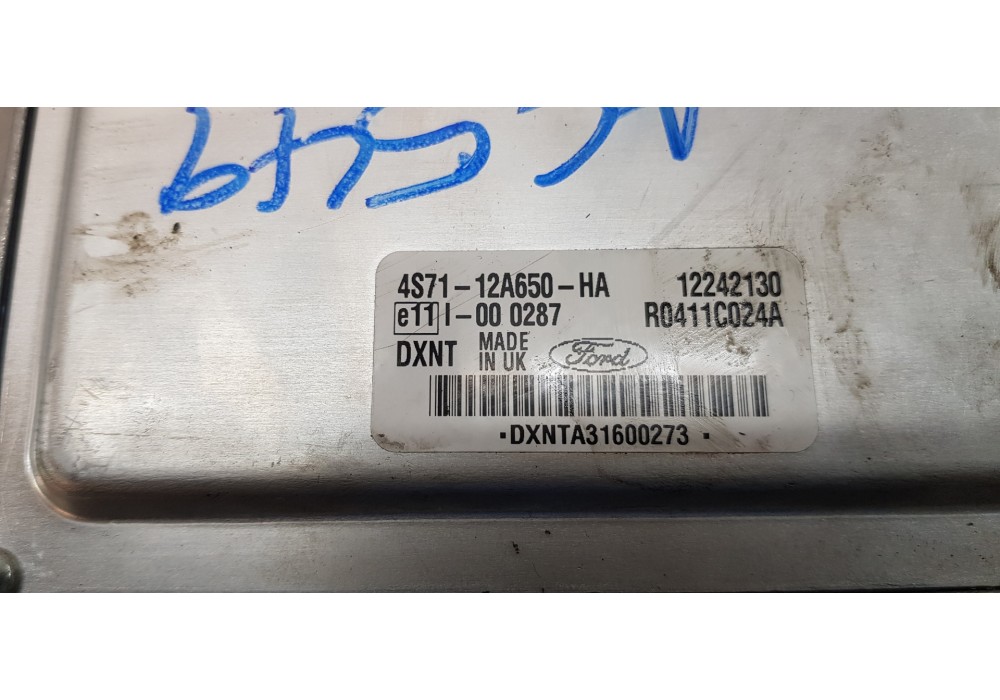 4S71-12A650-HA 12242130
e11 I-00 0287 R0411C024A
DXNT MADE IN UK Ford
·DXNTA31600273·